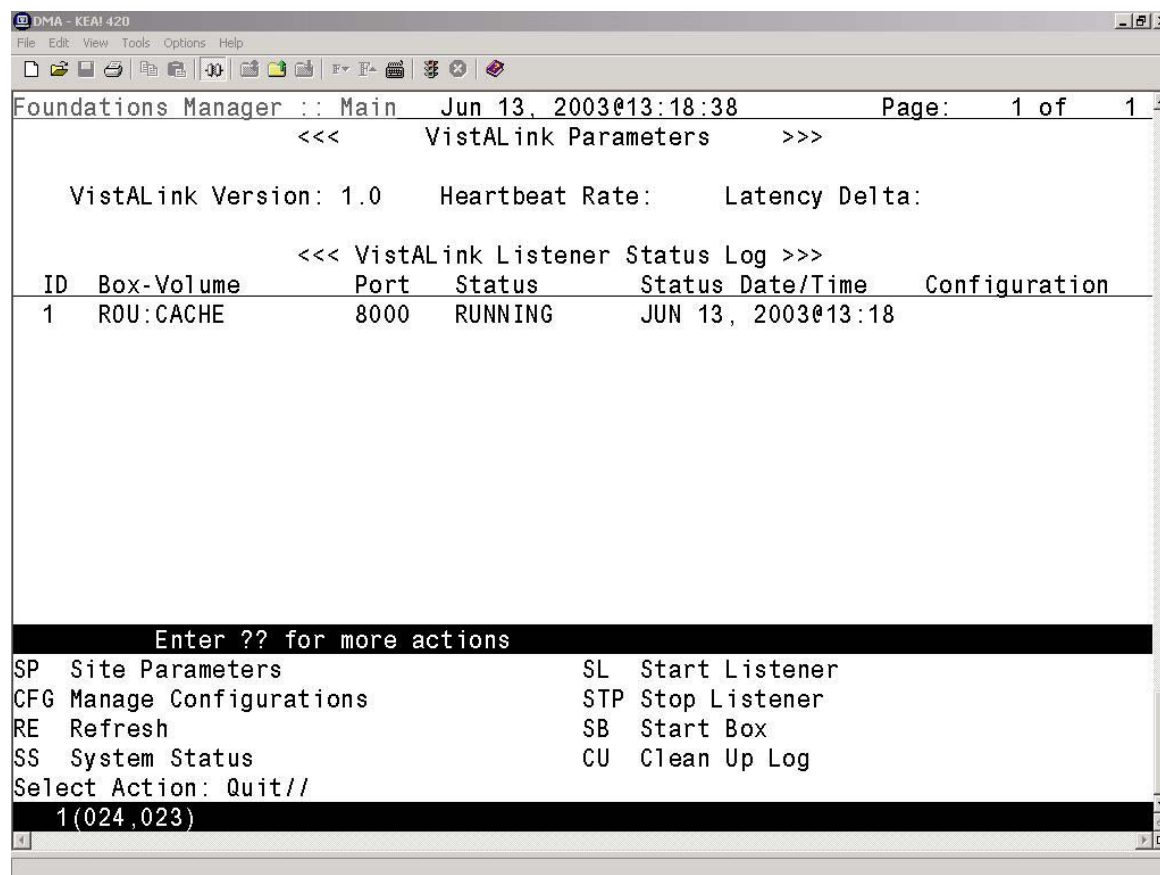 DMA - KEA! 420
File Edit View Tools Options Help
Foundations Manager :: Main Jun 13, 2003@13:18:38 Page: 1 of 1
<<< VistALink Parameters >>>
VistALink Version: 1.0 Heartbeat Rate: Latency Delta:
<<< VistALink Listener Status Log >>>
ID Box-Volume Port Status Status Date/Time Configuration
1 ROU:CACHE 8000 RUNNING JUN 13, 2003@13:18
Enter ?? for more actions
SP Site Parameters SL Start Listener
CFG Manage Configurations STP Stop Listener
RE Refresh SB Start Box
SS System Status CU Clean Up Log
Select Action: Quit//
1(024,023)